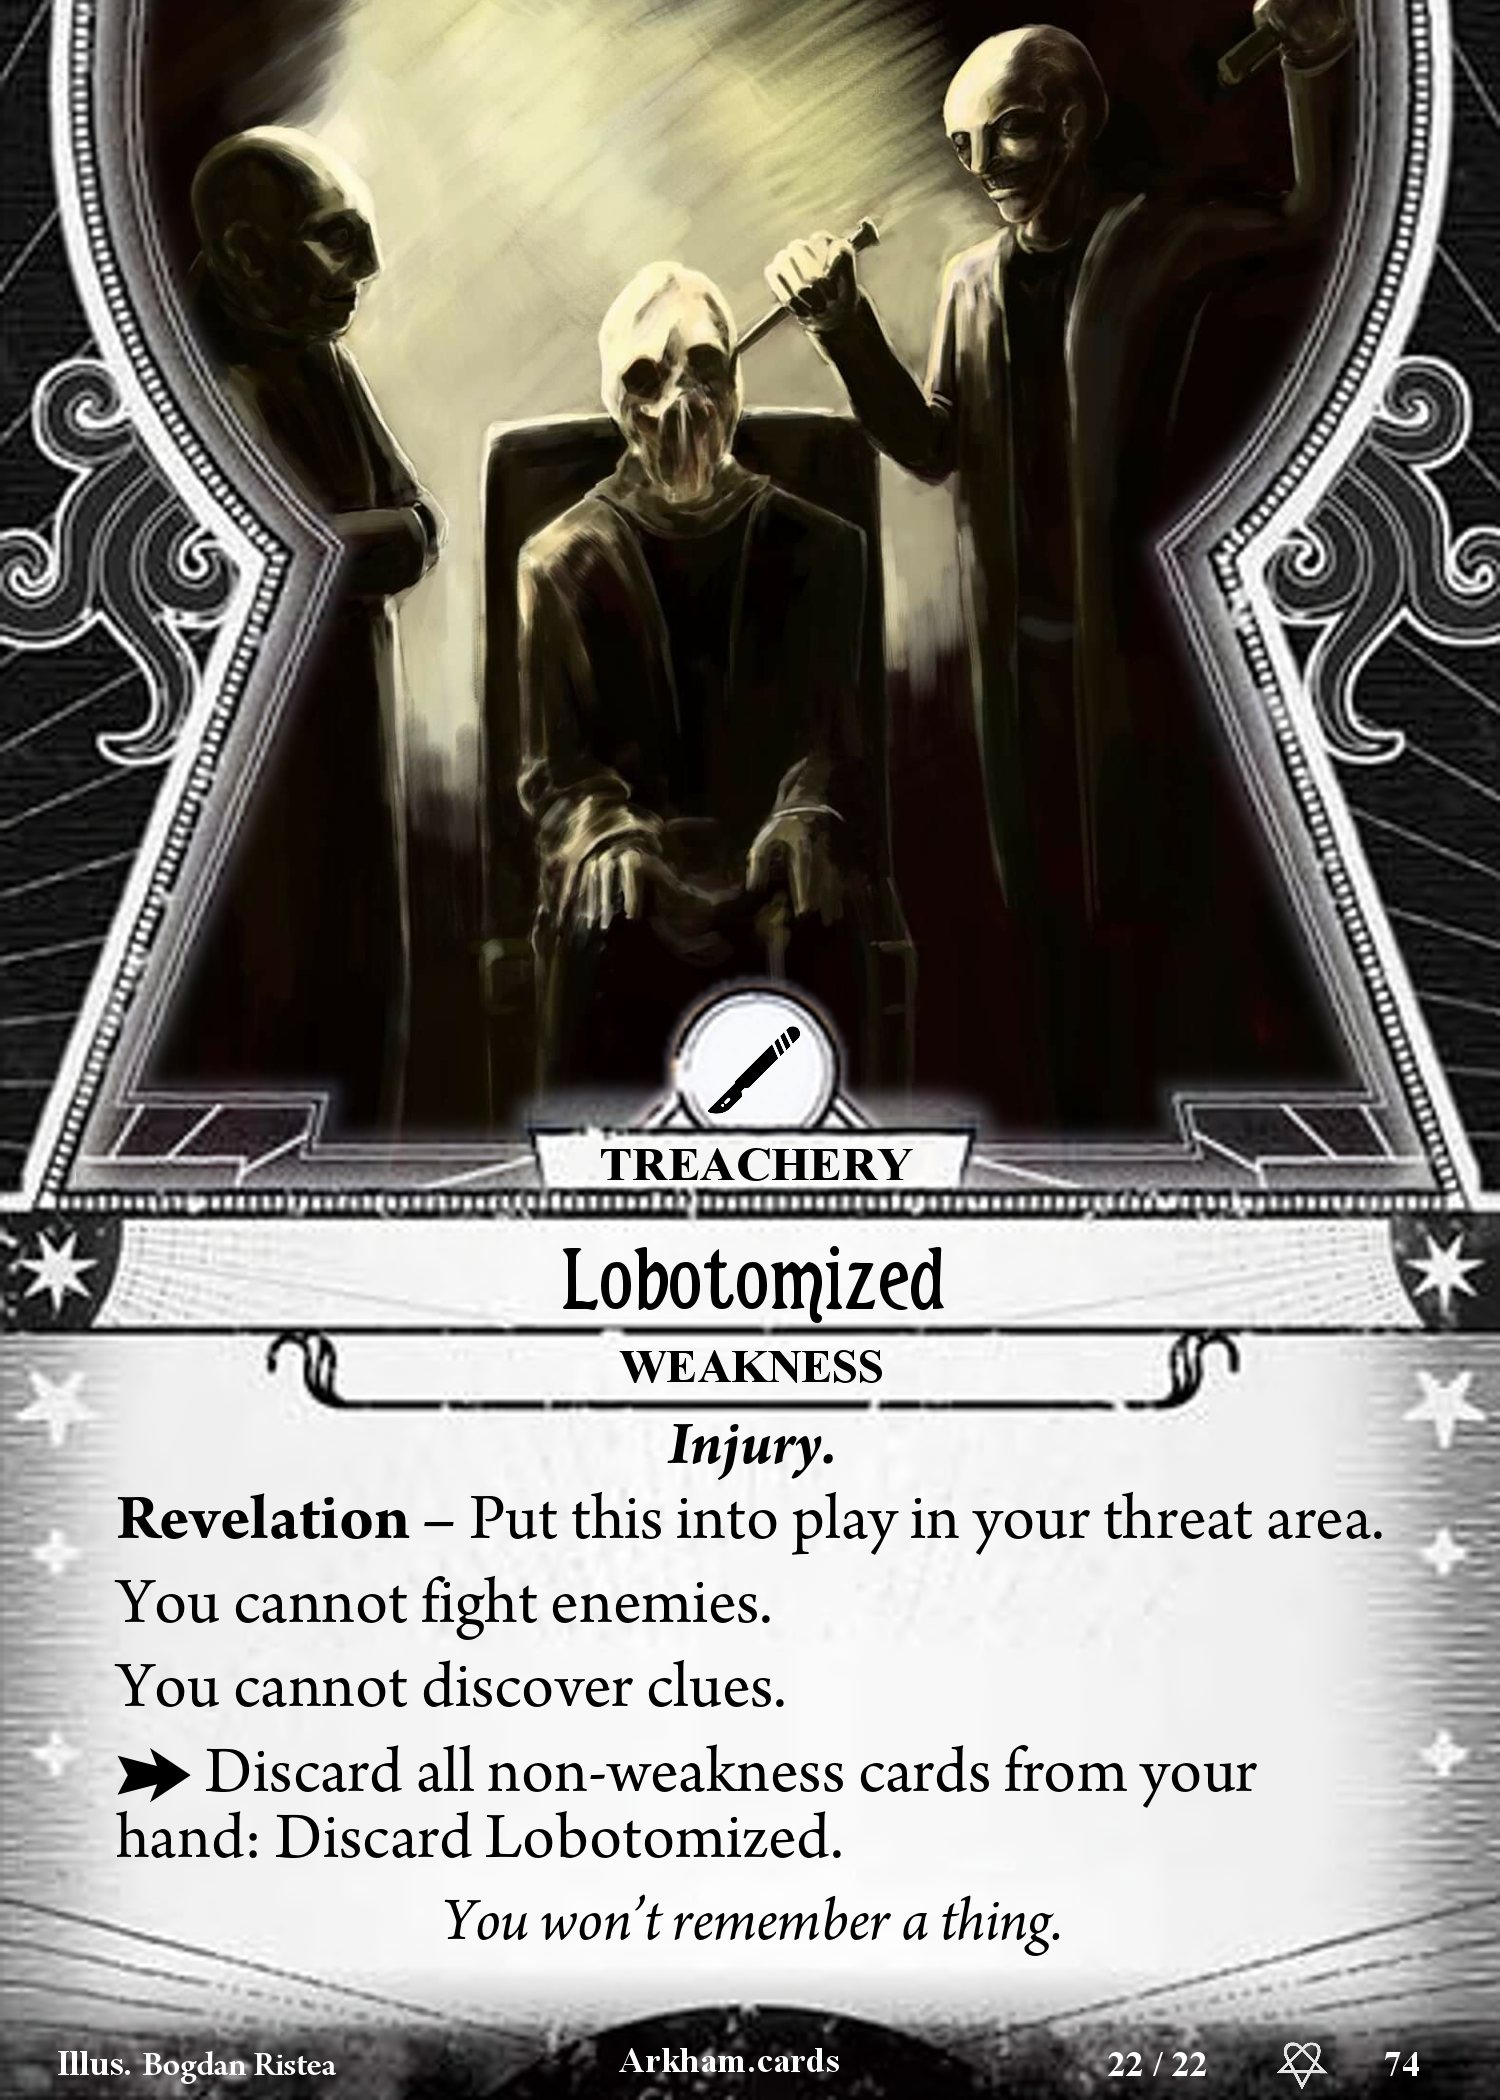 TREACHERY
Lobotomized
WEAKNESS
Injury.
Revelation – Put this into play in your threat area.
You cannot fight enemies.
You cannot discover clues.
Discard all non-weakness cards from your
hand: Discard Lobotomized.
You won’t remember a thing.
Illus. Bogdan Ristea Arkham.cards 22 / 22 74